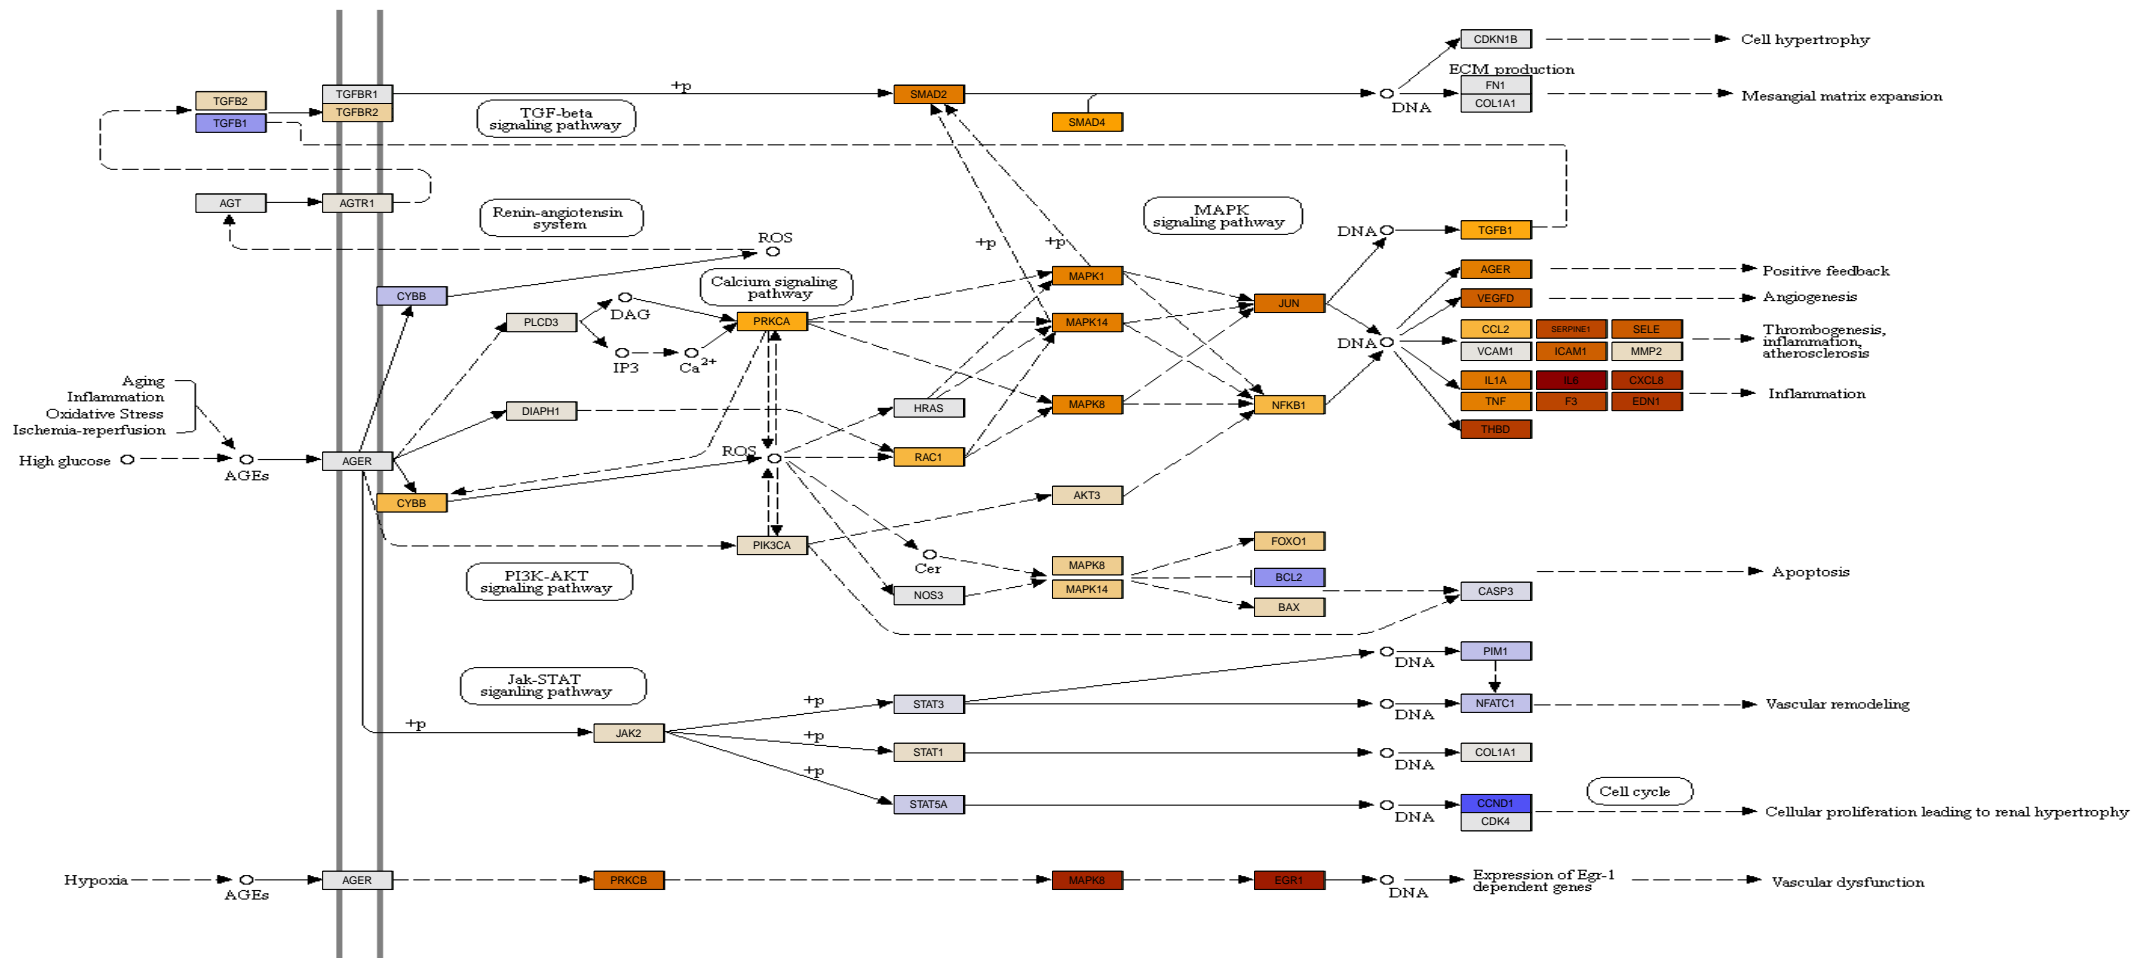 CDKN1B
Cell hypertrophy
ECM production
FN1
COL1A1
Mesangial matrix expansion
DNA
TGFB2
TGFB1
TGFBR1
TGFBR2
+p
TGF-beta
signaling pathway
SMAD2
SMAD4
AGT
AGTR1
Renin-angiotensin
system
ROS
MAPK
signaling pathway
+p
+p
DNA
TGFB1
CYBB
Calcium signaling
pathway
MAPK1
AGER
Positive feedback
DAG
PLCD3
PRKCA
MAPK14
JUN
VEGFD
Angiogenesis
IP3
Ca2+
DNA
CCL2
SERPINE1
SELE
VCAM1
ICAM1
MMP2
Thrombogenesis,
inflammation,
atherosclerosis
Aging
Inflammation
Oxidative Stress
Ischemia-reperfusion
DIAPH1
HRAS
MAPK8
NFKB1
IL1A
IL6
CXCL8
TNF
F3
EDN1
Inflammation
THBD
High glucose
AGEs
AGER
ROS
RAC1
CYBB
AKT3
PIK3CA
PI3K-AKT
signaling pathway
Cer
NOS3
MAPK8
MAPK14
FOXO1
BCL2
BAX
CASP3
Apoptosis
Jak-STAT
siganling pathway
DNA
PIM1
+p
JAK2
+p
STAT3
DNA
NFATC1
Vascular remodeling
+p
STAT1
DNA
COL1A1
+p
STAT5A
DNA
CCND1
CDK4
Cell cycle
Cellular proliferation leading to renal hypertrophy
Hypoxia
AGEs
AGER
PRKCB
MAPK8
EGR1
DNA
Expression of Egr-1
dependent genes
Vascular dysfunction